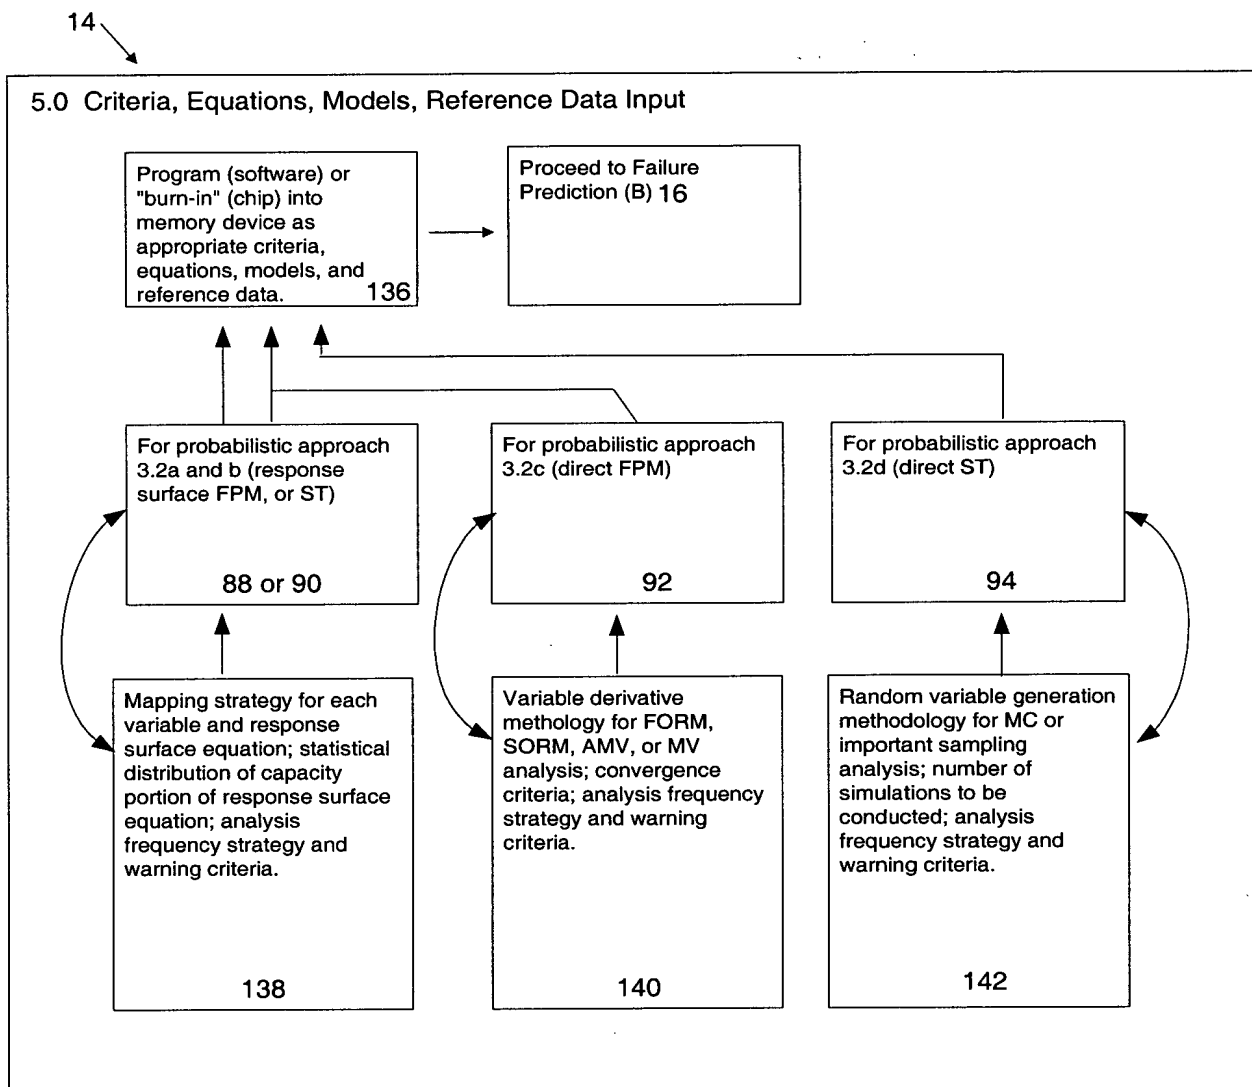 14
5.0 Criteria, Equations, Models, Reference Data Input
Program (software) or
"burn-in" (chip) into
memory device as
appropriate criteria,
equations, models, and
reference data. 136
Proceed to Failure
Prediction (B) 16
For probabilistic approach
3.2a and b (response
surface FPM, or ST)
88 or 90
For probabilistic approach
3.2c (direct FPM)
92
For probabilistic approach
3.2d (direct ST)
94
Mapping strategy for each
variable and response
surface equation; statistical
distribution of capacity
portion of response surface
equation; analysis
frequency strategy and
warning criteria.
138
Variable derivative
methology for FORM,
SORM, AMV, or MV
analysis; convergence
criteria; analysis frequency
strategy and warning
criteria.
140
Random variable generation
methodology for MC or
important sampling
analysis; number of
simulations to be
conducted; analysis
frequency strategy and
warning criteria.
142